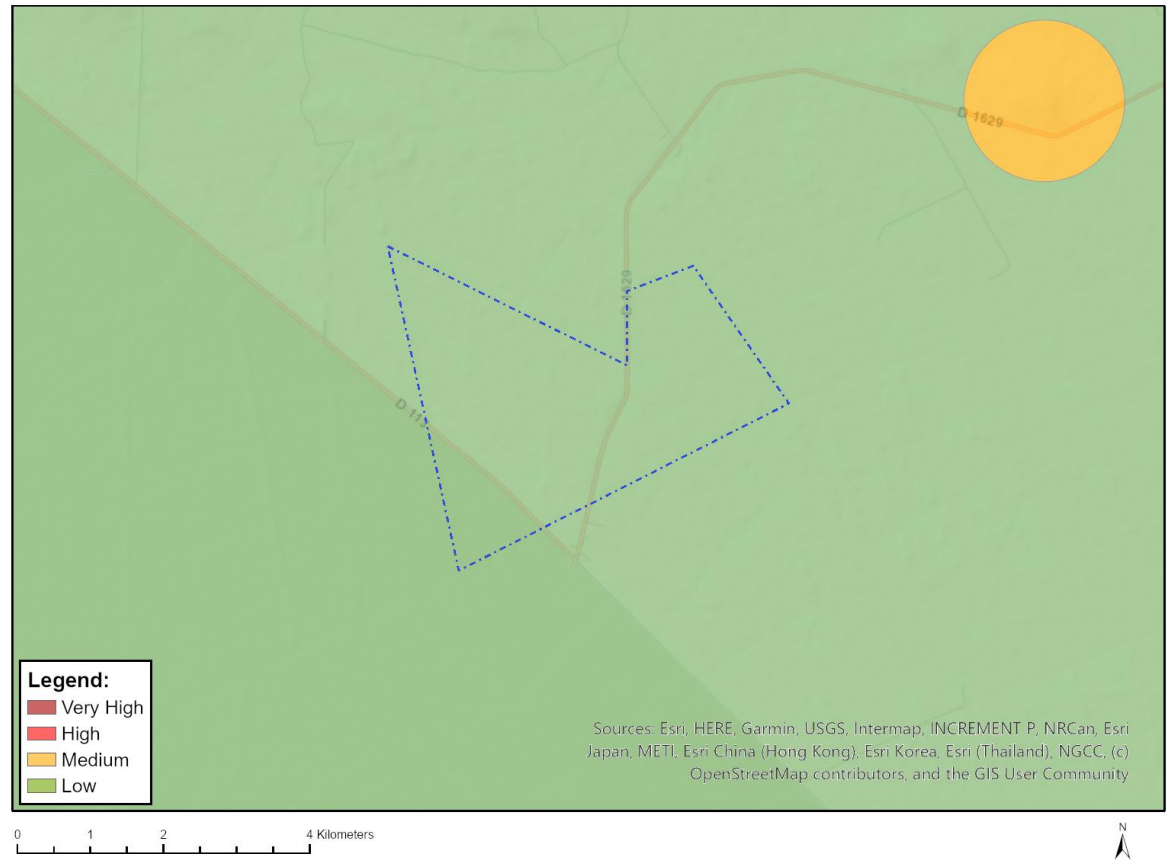 D 1629
D 1629
D 113
Legend:
Very High
High
Medium
Low
Sources: Esri, HERE, Garmin, USGS, Intermap, INCREMENT P, NRCan, Esri
Japan, METI, Esri China (Hong Kong), Esri Korea, Esri (Thailand), NGCC, (c)
OpenStreetMap contributors, and the GIS User Community
0 1 2 4 Kilometers
N